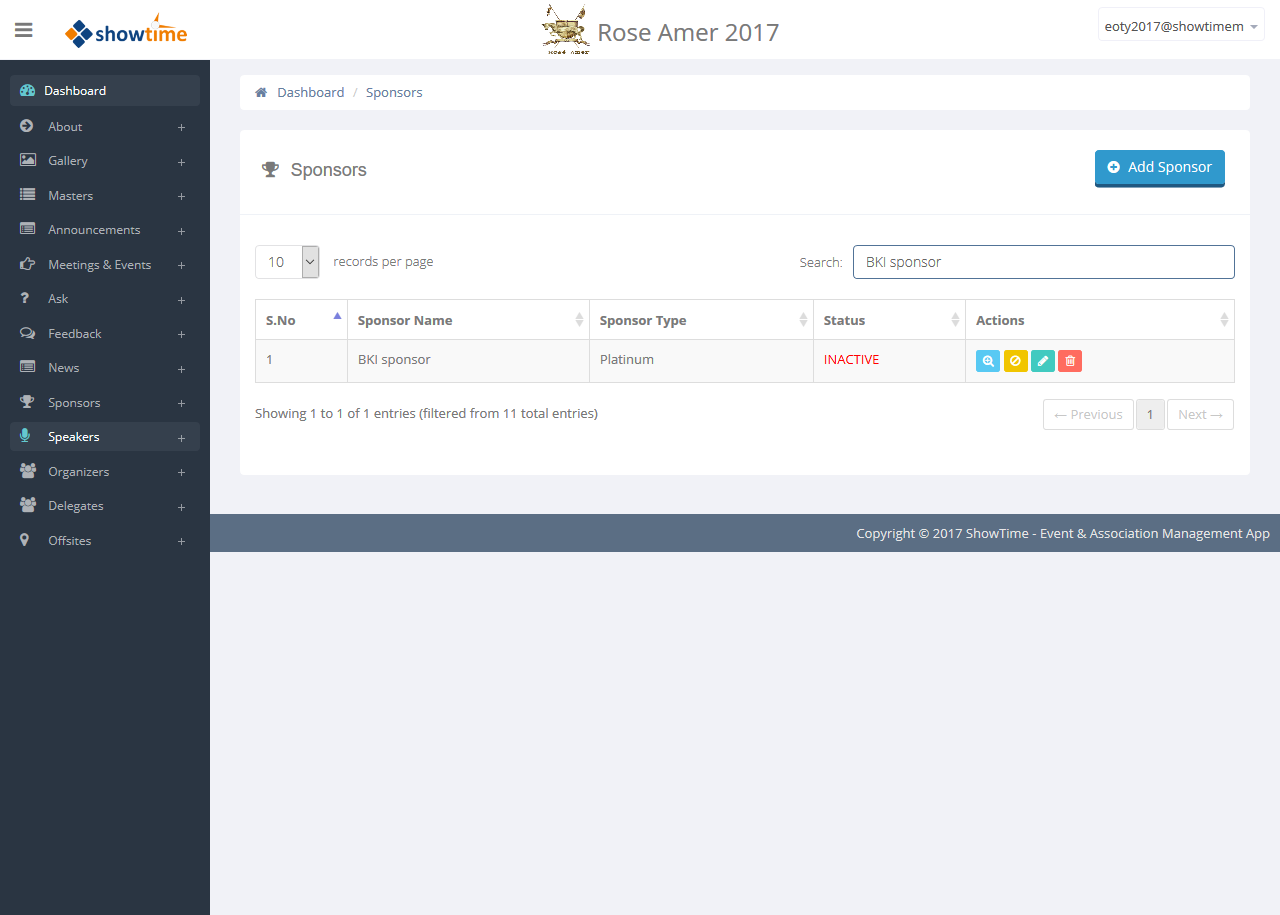 showtime
Rose Amer 2017
eoty2017@showtimem
Dashboard
About +
Gallery +
Masters +
Announcements +
Meetings & Events +
Ask +
Feedback +
News +
Sponsors +
Speakers +
Organizers +
Delegates +
Offsites +
Dashboard / Sponsors
Sponsors
Add Sponsor
10 records per page
Search: BKI sponsor
S.No Sponsor Name Sponsor Type Status Actions
1 BKI sponsor Platinum INACTIVE
Showing 1 to 1 of 1 entries (filtered from 11 total entries)
← Previous 1 Next →
Copyright © 2017 ShowTime - Event & Association Management App